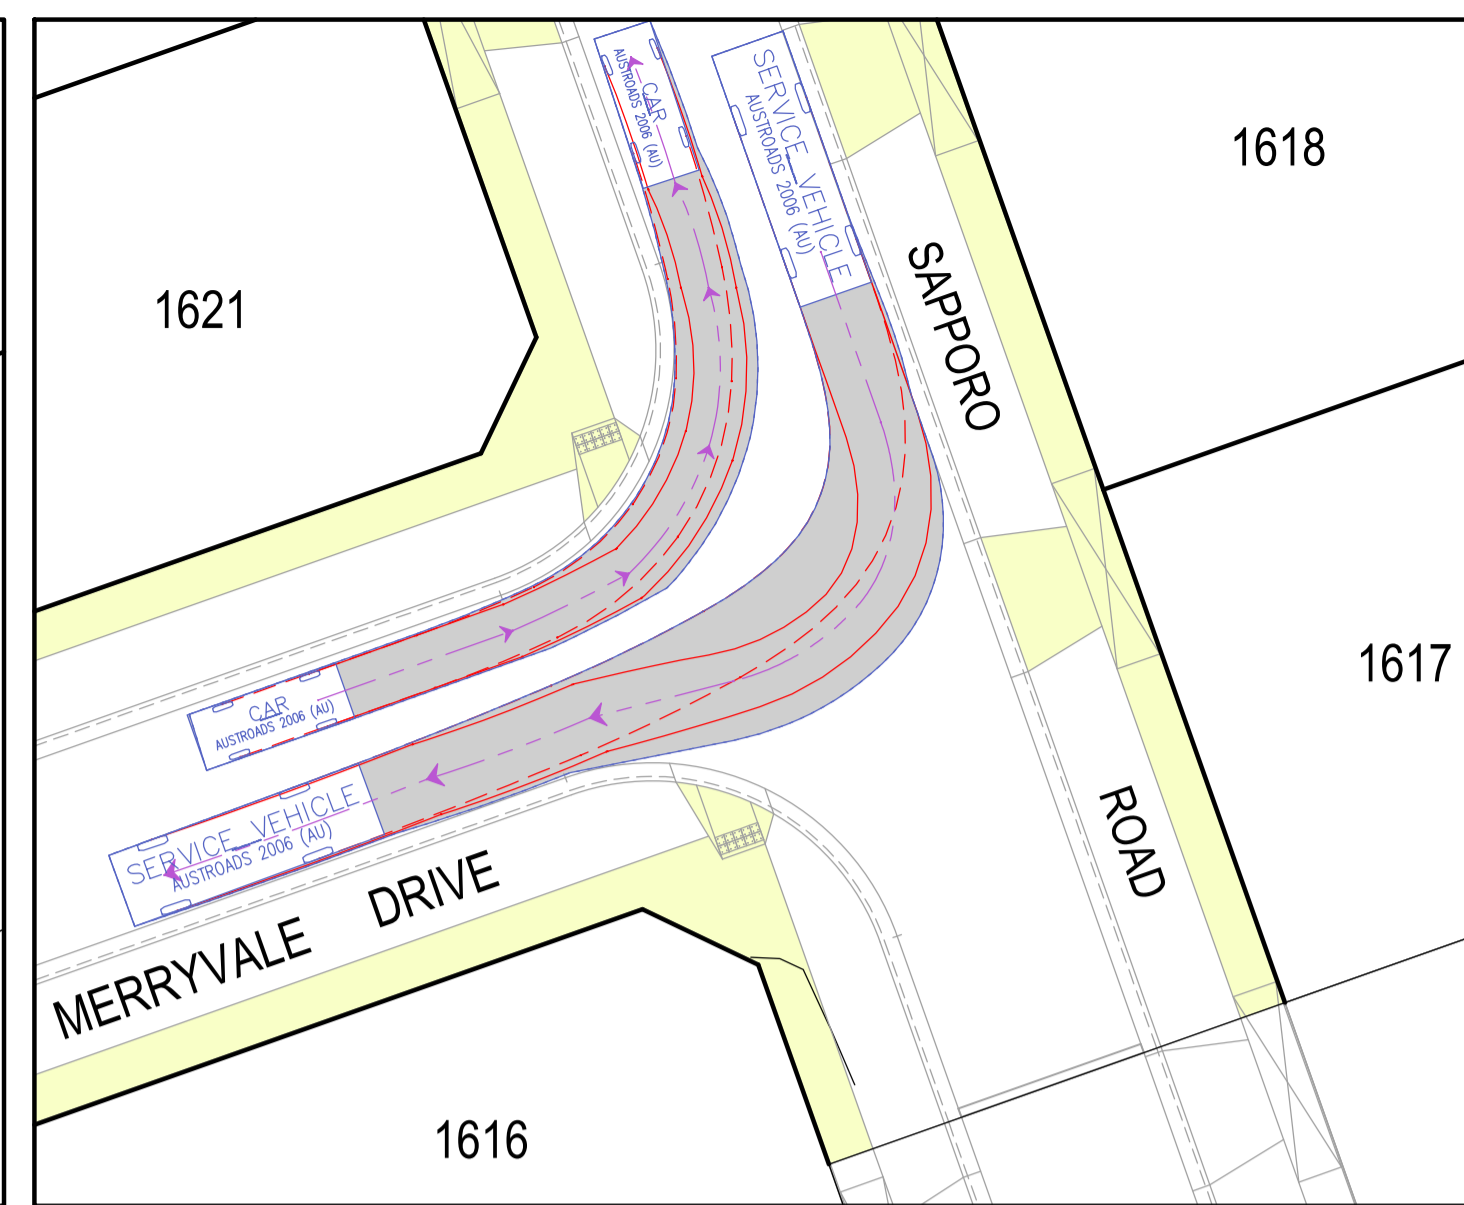 CAR
AUSTROADS 2006 (AU)
SERVICE VEHICLE
AUSTROADS 2006 (AU)
1618
1621
SAPPORO
1617
CAR
AUSTROADS 2006 (AU)
SERVICE VEHICLE
AUSTROADS 2006 (AU)
ROAD
MERRYVALE DRIVE
1616